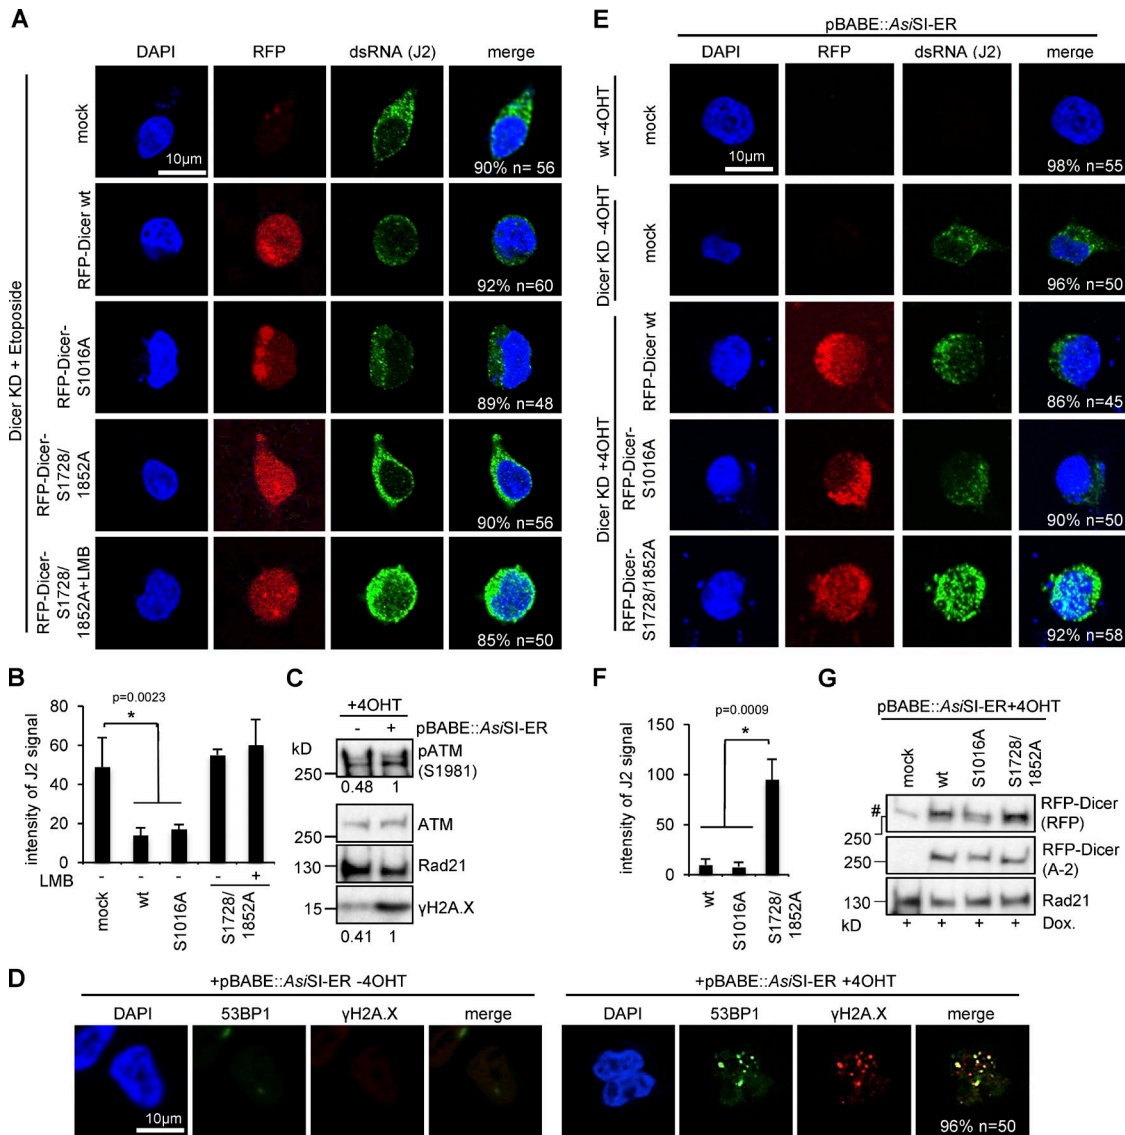 A
DAPI RFP dsRNA (J2) merge
Dicer KD + Etoposide
mock
10µm
90% n= 56
RFP-Dicer wt
92% n=60
RFP-Dicer-
S1016A
89% n=48
RFP-Dicer-
S1728/
1852A
90% n=56
RFP-Dicer-
S1728/
1852A+LMB
85% n=50
E
pBABE::AsiSI-ER
DAPI RFP dsRNA (J2) merge
wt -4OHT
mock
10µm
98% n=55
Dicer KD -4OHT
mock
96% n=50
Dicer KD +4OHT
RFP-Dicer wt
86% n=45
RFP-Dicer-
S1016A
90% n=50
RFP-Dicer-
S1728/1852A
92% n=58
B
p=0.0023
*
intensity of J2 signal
80
60
40
20
0
LMB - - - - +
mock
wt
S1016A
S1728/
1852A
C
+4OHT
- + pBABE::AsiSI-ER
kD
250
pATM
(S1981)
0.48 1
250
ATM
130
Rad21
15
γH2A.X
0.41 1
F
p=0.0009
*
intensity of J2 signal
150
100
50
0
wt
S1016A
S1728/
1852A
G
pBABE::AsiSI-ER+4OHT
mock
wt
S1016A
S1728/
1852A
#
250
RFP-Dicer
(RFP)
250
RFP-Dicer
(A-2)
130
Rad21
kD + + + + Dox.
D
+pBABE::AsiSI-ER -4OHT
DAPI 53BP1 γH2A.X merge
10µm
+pBABE::AsiSI-ER +4OHT
DAPI 53BP1 γH2A.X merge
96% n=50